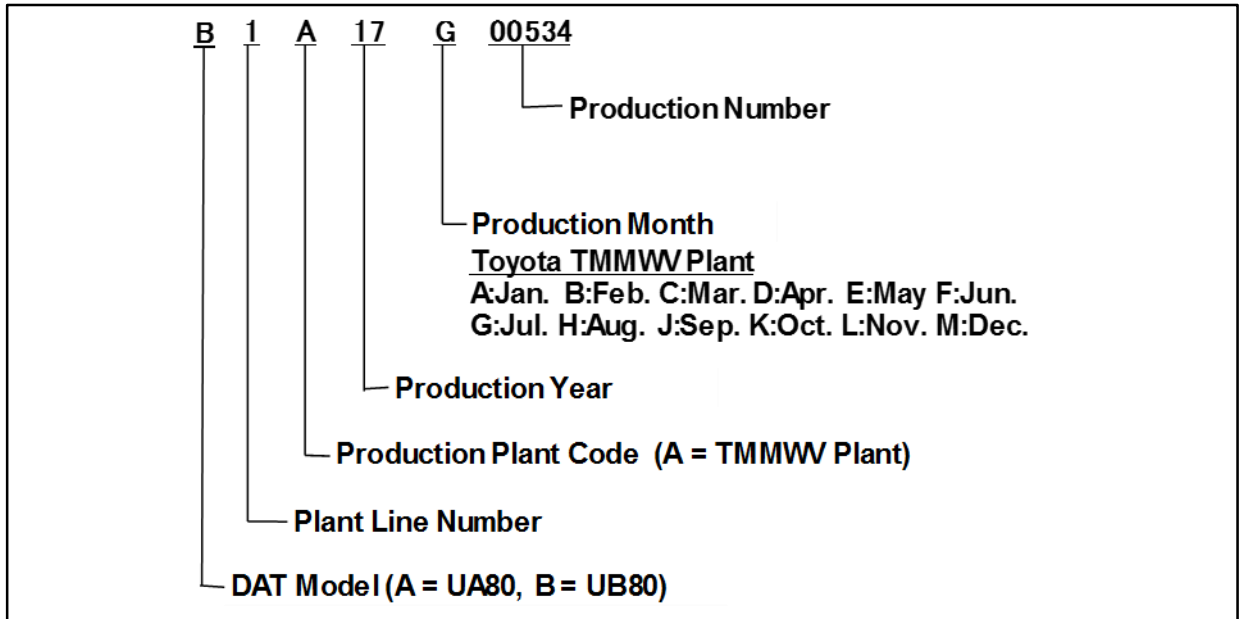 B 1 A 17 G 00534
Production Number
Production Month
Toyota TMMWV Plant
A:Jan. B:Feb. C:Mar. D:Apr. E:May F:Jun.
G:Jul. H:Aug. J:Sep. K:Oct. L:Nov. M:Dec.
Production Year
Production Plant Code (A = TMMWV Plant)
Plant Line Number
DAT Model (A = UA80, B = UB80)